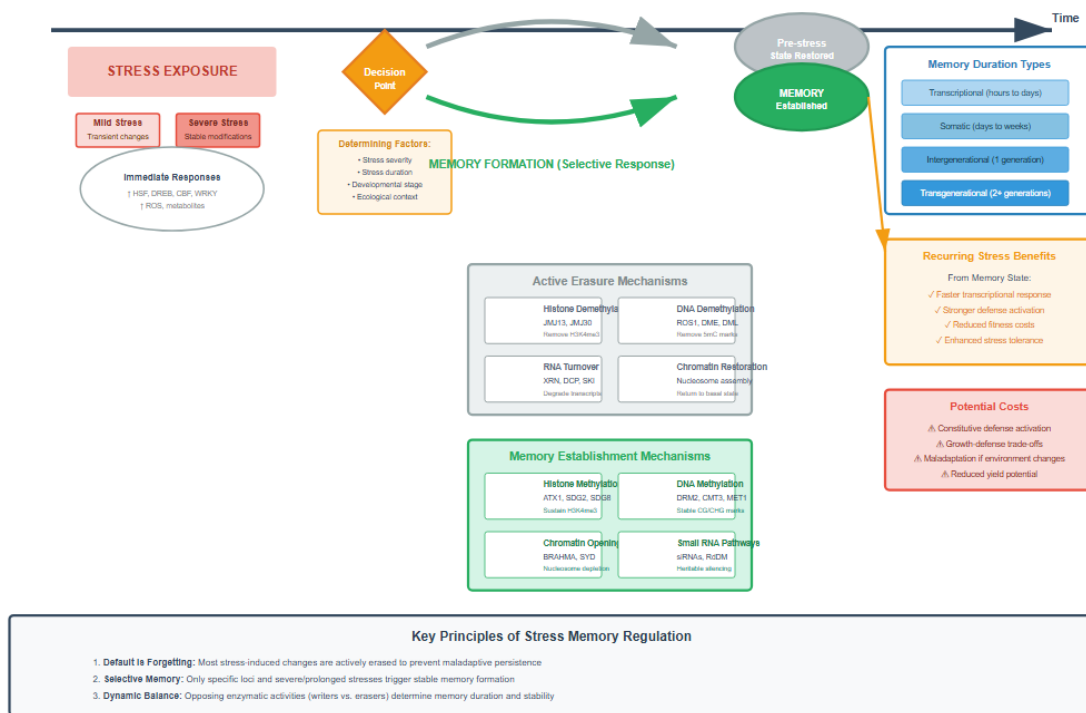 Time
STRESS EXPOSURE
Mild Stress
Transient changes
Severe Stress
Stable modifications
Immediate Responses
↑ HSF, DREB, CBF, WRKY
↑ ROS, metabolites
Decision
Point
Determining Factors:
• Stress severity
• Stress duration
• Developmental stage
• Ecological context
MEMORY FORMATION (Selective Response)
Pre-stress
State Restored
MEMORY
Established
Memory Duration Types
Transcriptional (hours to days)
Somatic (days to weeks)
Intergenerational (1 generation)
Transgenerational (2+ generations)
Recurring Stress Benefits
From Memory State:
✓ Faster transcriptional response
✓ Stronger defense activation
✓ Reduced fitness costs
✓ Enhanced stress tolerance
Potential Costs
⚠ Constitutive defense activation
⚠ Growth-defense trade-offs
⚠ Maladaptation if environment changes
⚠ Reduced yield potential
Active Erasure Mechanisms
Histone Demethyla
JMJ13, JMJ30
Remove H3K4me3
DNA Demethylation
ROS1, DME, DML
Remove 5mC marks
RNA Turnover
XRN, DCP, SKI
Degrade transcripts
Chromatin Restoration
Nucleosome assembly
Return to basal state
Memory Establishment Mechanisms
Histone Methylatio
ATX1, SDG2, SDG8
Sustain H3K4me3
DNA Methylation
DRM2, CMT3, MET1
Stable CG/CHG marks
Chromatin Opening
BRAHMA, SYD
Nucleosome depletion
Small RNA Pathways
siRNAs, RdDM
Heritable silencing
Key Principles of Stress Memory Regulation
1. Default is Forgetting: Most stress-induced changes are actively erased to prevent maladaptive persistence
2. Selective Memory: Only specific loci and severe/prolonged stresses trigger stable memory formation
3. Dynamic Balance: Opposing enzymatic activities (writers vs. erasers) determine memory duration and stability